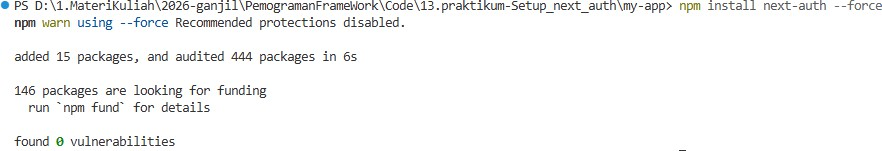 PS D:\1.MateriKuliah\2026-ganjil\PemogramanFrameWork\Code\13.praktikum-Setup_next_auth\my-app> npm install next-auth --force
npm warn using --force Recommended protections disabled.
added 15 packages, and audited 444 packages in 6s
146 packages are looking for funding
run `npm fund` for details
found 0 vulnerabilities